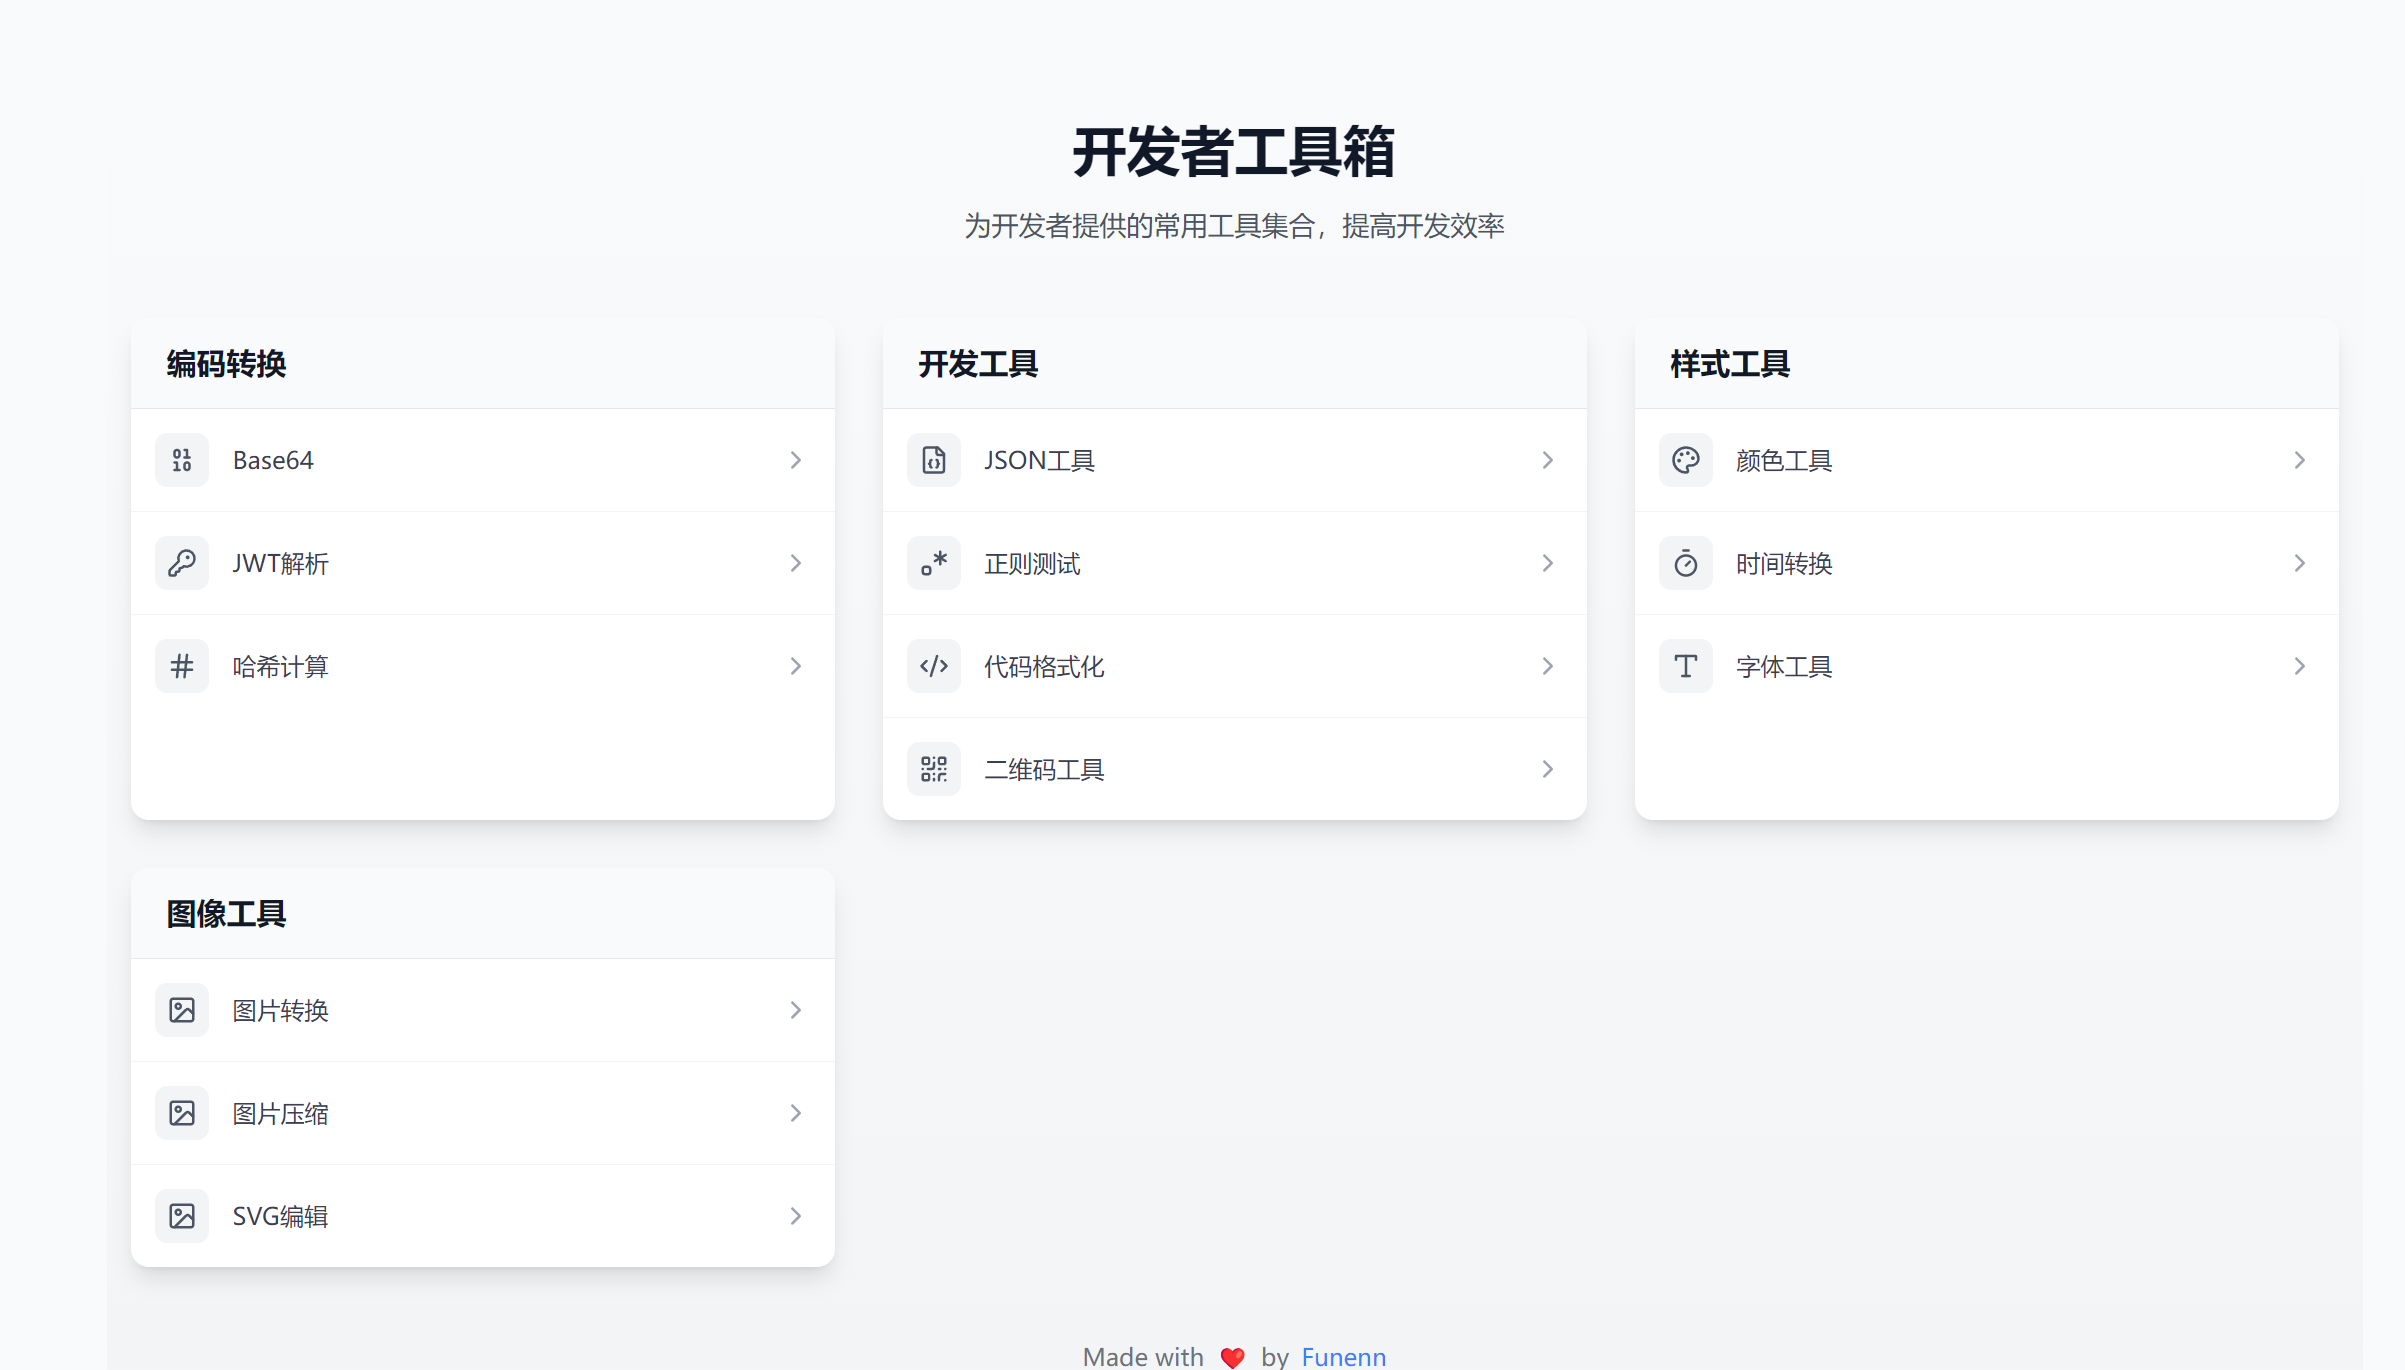 开发者工具箱
为开发者提供的常用工具集合，提高开发效率
编码转换
Base64
JWT解析
哈希计算
开发工具
JSON工具
正则测试
代码格式化
二维码工具
样式工具
颜色工具
时间转换
字体工具
图像工具
图片转换
图片压缩
SVG编辑
Made with ❤️ by Funenn